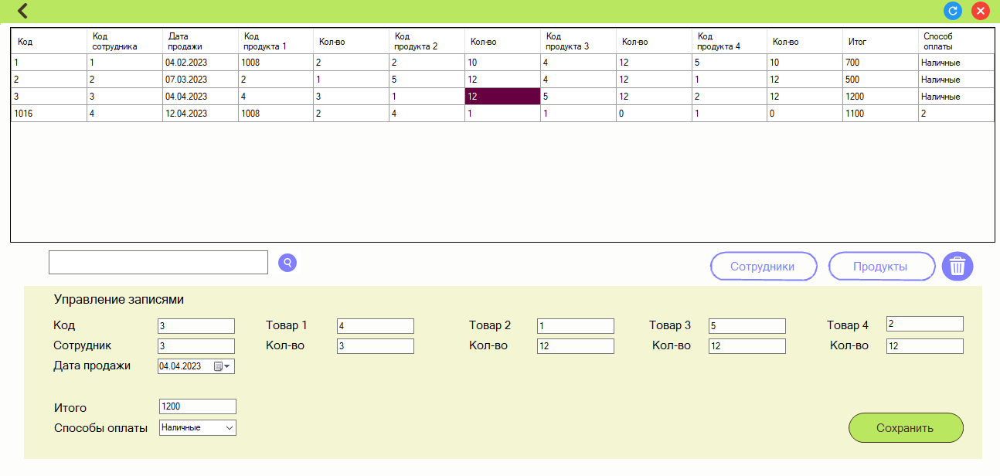 Код Код сотрудника Дата продажи Код продукта 1 Кол-во Код продукта 2 Кол-во Код продукта 3 Кол-во Код продукта 4 Кол-во Итог Способ оплаты
1 1 04.02.2023 1008 2 2 10 4 12 5 10 700 Наличные
2 2 07.03.2023 2 1 5 12 4 12 1 12 500 Наличные
3 3 04.04.2023 4 3 1 12 5 12 2 12 1200 Наличные
1016 4 12.04.2023 1008 2 4 1 1 0 1 0 1100 2
Сотрудники Продукты
Управление записями
Код 3 Товар 1 4 Товар 2 1 Товар 3 5 Товар 4 2
Сотрудник 3 Кол-во 3 Кол-во 12 Кол-во 12 Кол-во 12
Дата продажи 04.04.2023
Итого 1200
Способы оплаты Наличные
Сохранить